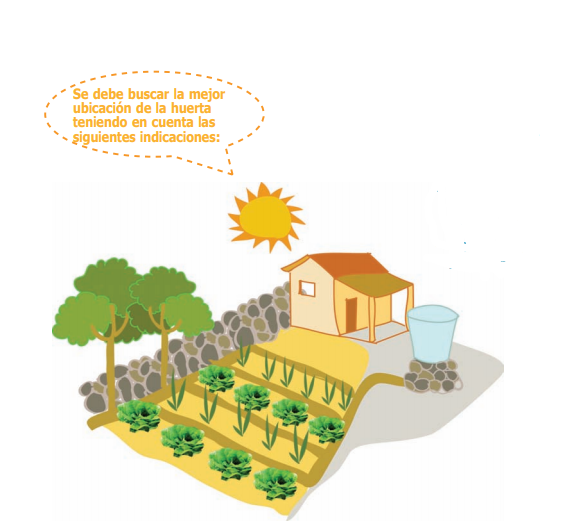 Se debe buscar la mejor
ubicación de la huerta
teniendo en cuenta las
siguientes indicaciones: